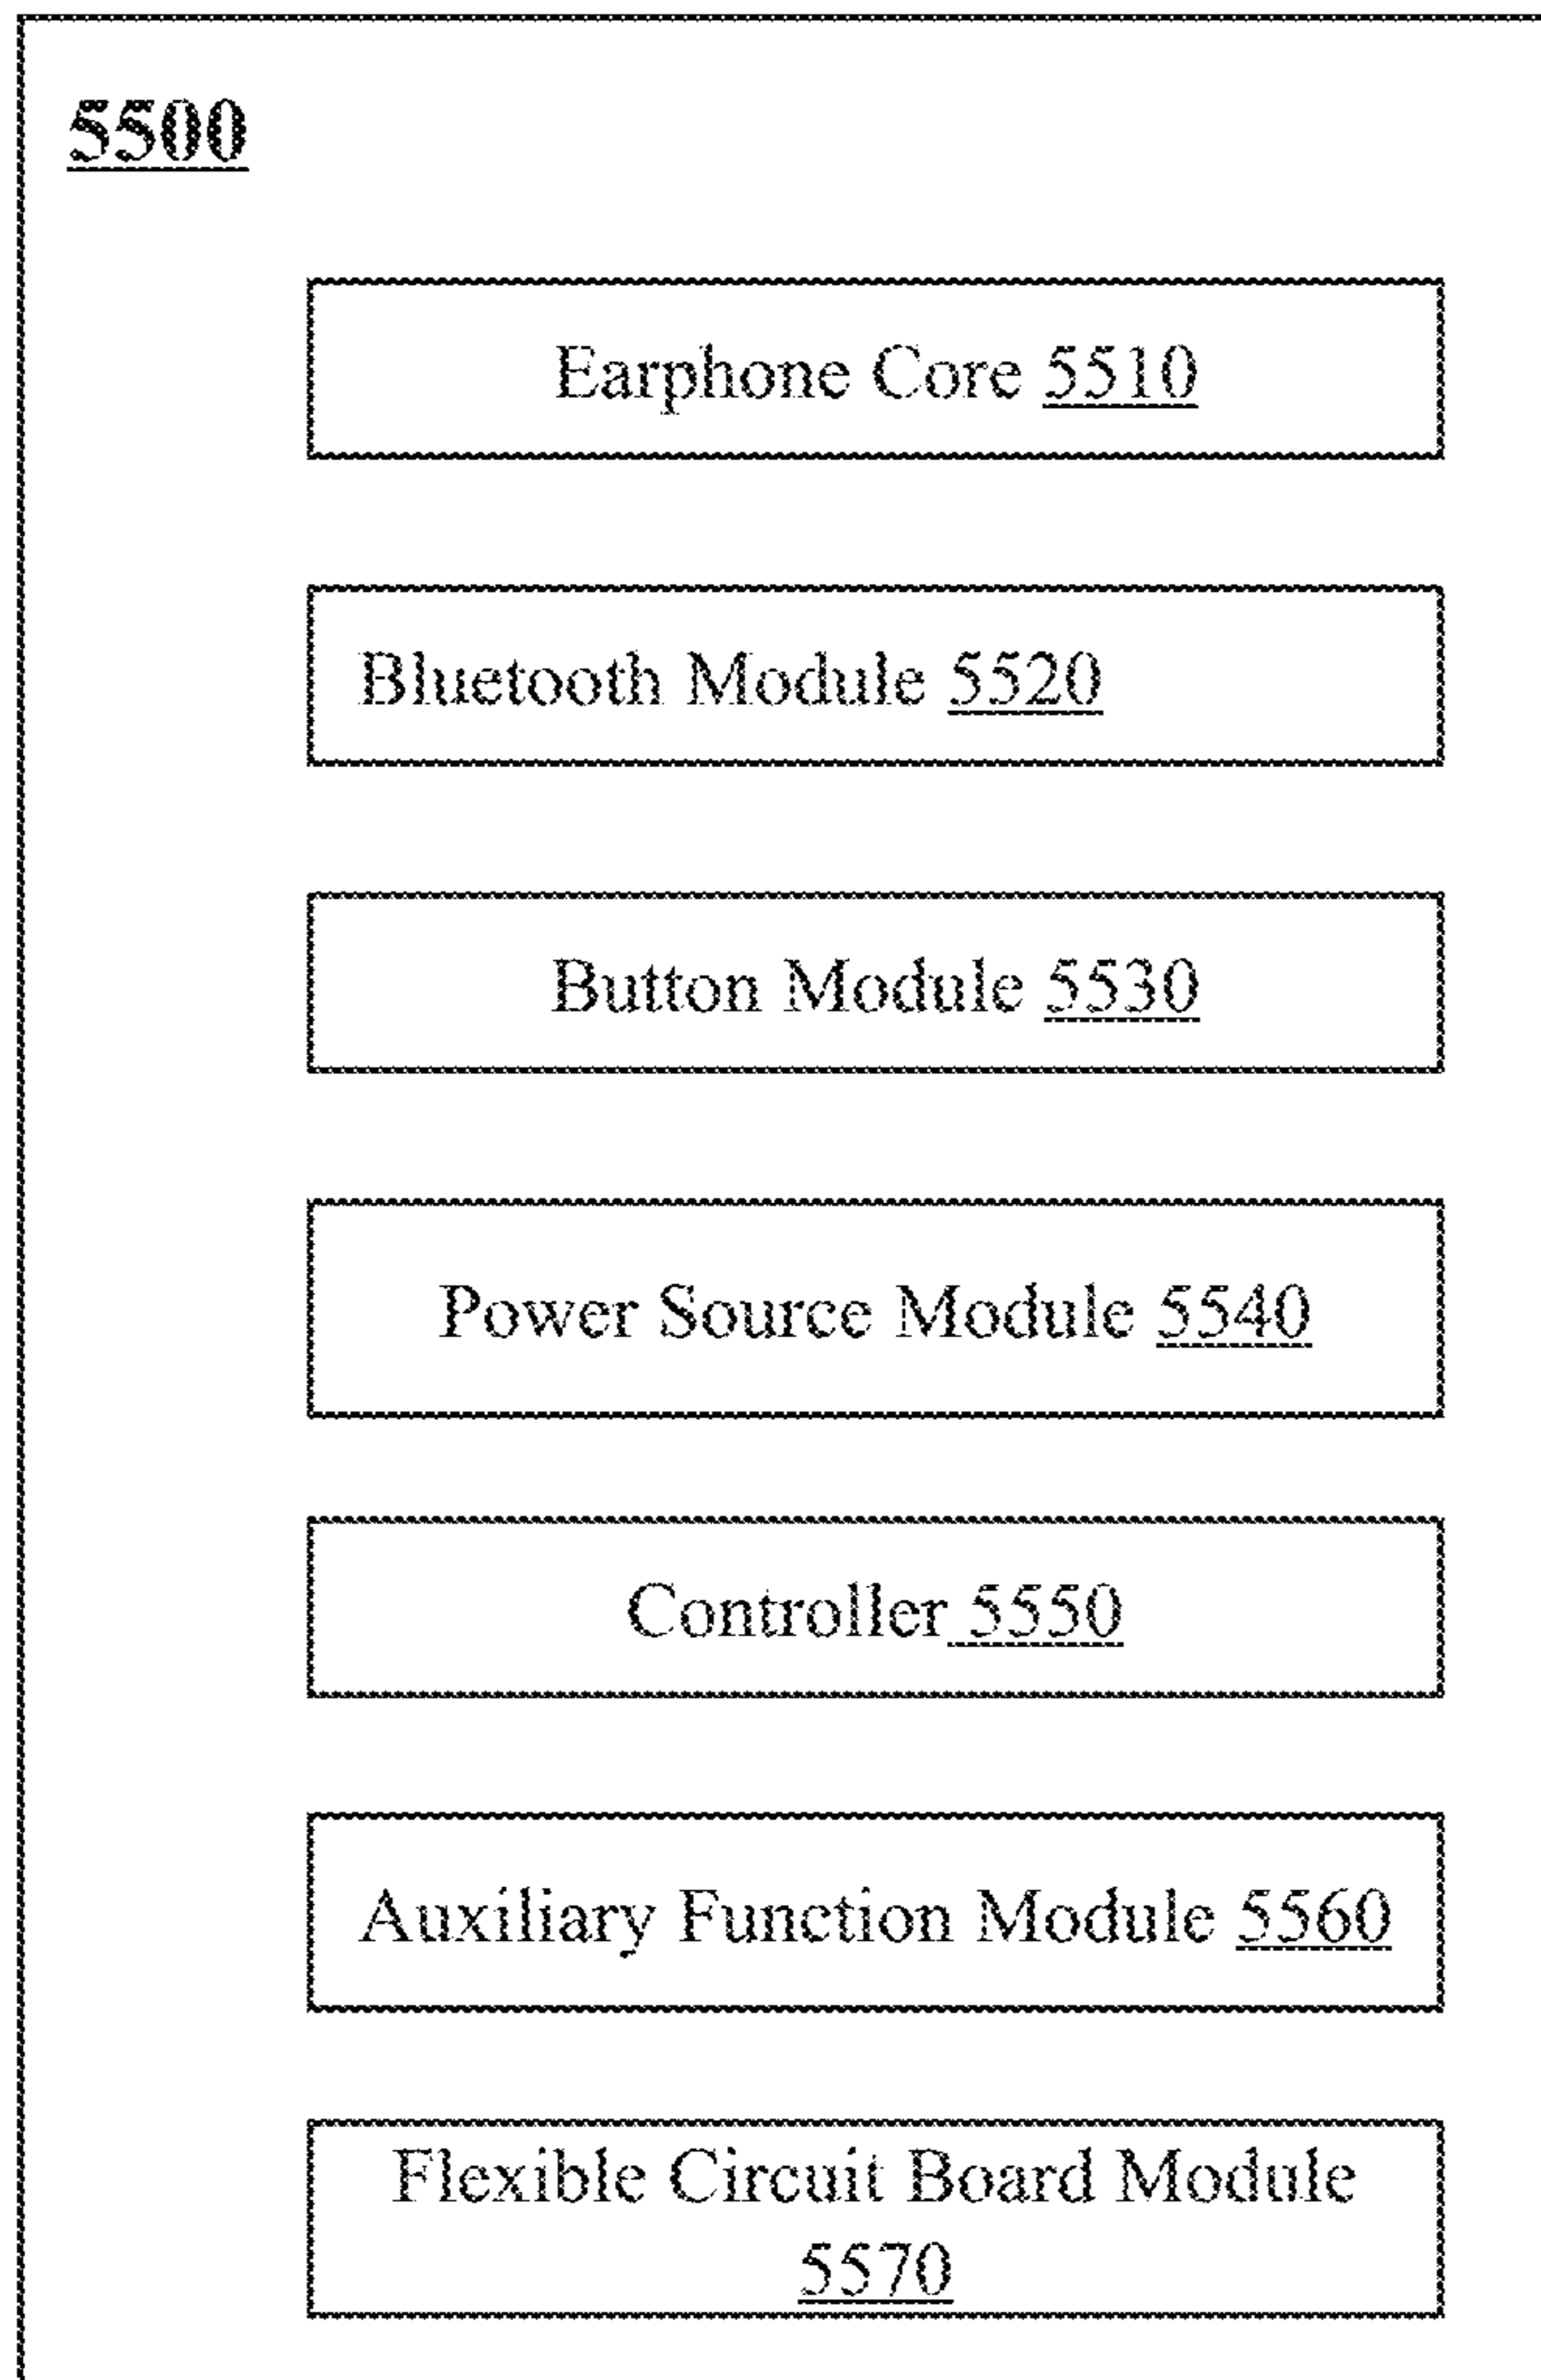 5500
Earphone Core 5510
Bluetooth Module 5520
Button Module 5530
Power Source Module 5540
Controller 5550
Auxiliary Function Module 5560
Flexible Circuit Board Module
5570